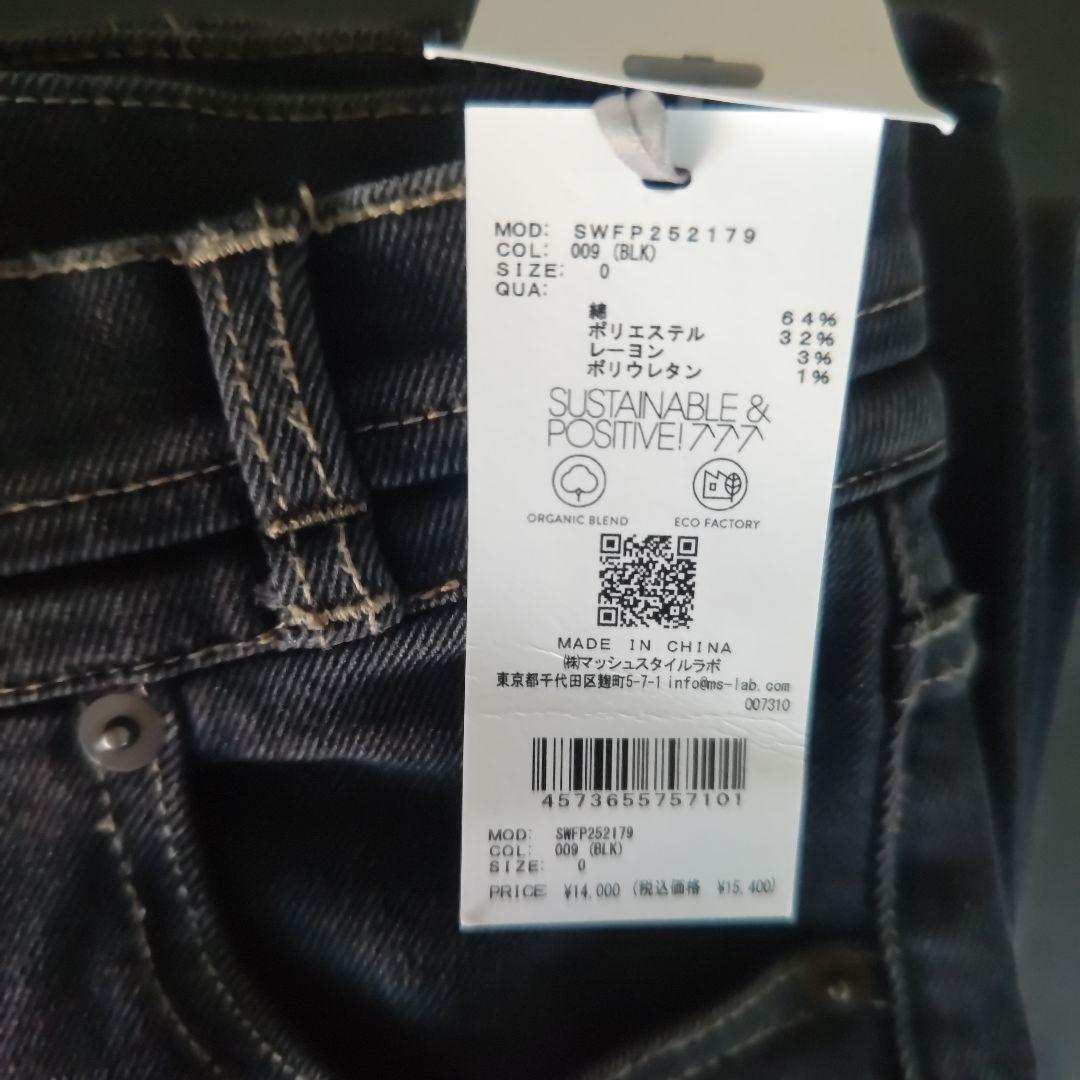 MOD: SWFP252179
COL: 009 (BLK)
SIZE: 0
QUA:
綿 64%
ポリエステル 32%
レーヨン 3%
ポリウレタン 1%
SUSTAINABLE &
POSITIVE!↗↗↗
ORGANIC BLEND ECO FACTORY
MADE IN CHINA
㈱マッシュスタイルラボ
東京都千代田区麹町5-7-1 info@ms-lab.com
007310
4573655757101
MOD: SWFP252179
COL: 009 (BLK)
SIZE: 0
PRICE ¥14,000 (税込価格 ¥15,400)